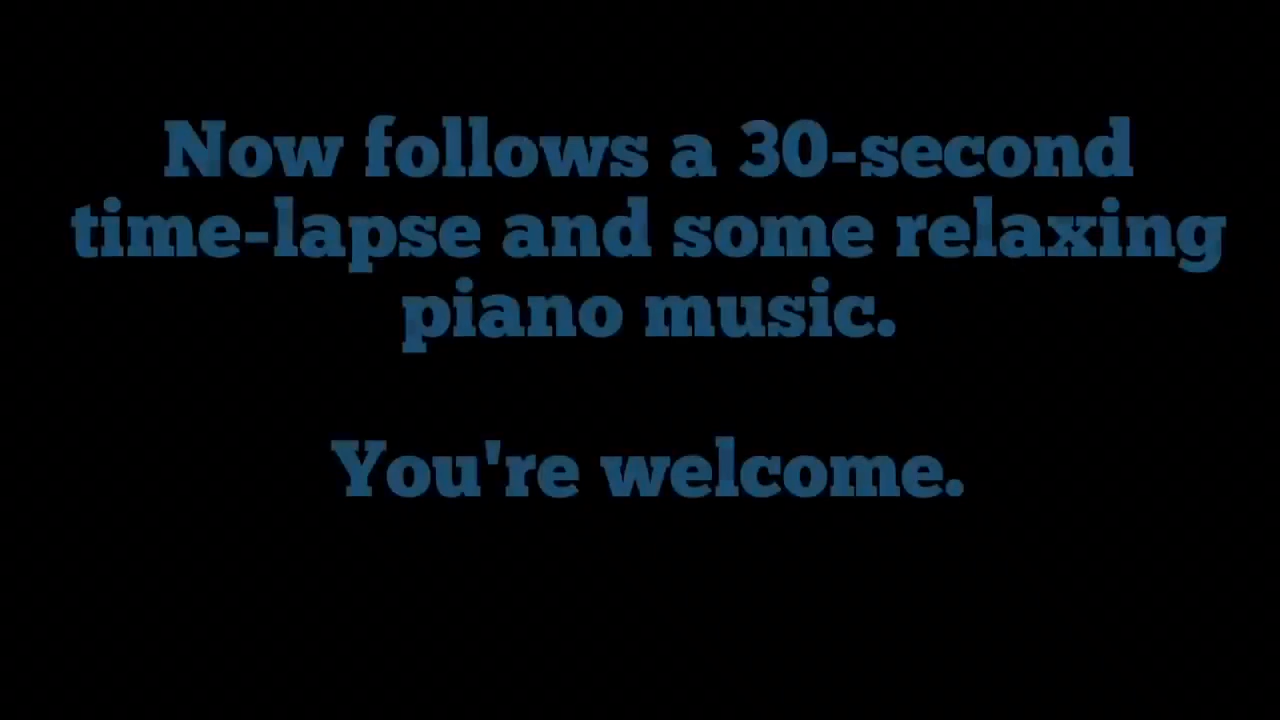 Now follows a 30-second
time-lapse and some relaxing
piano music.
You're welcome.